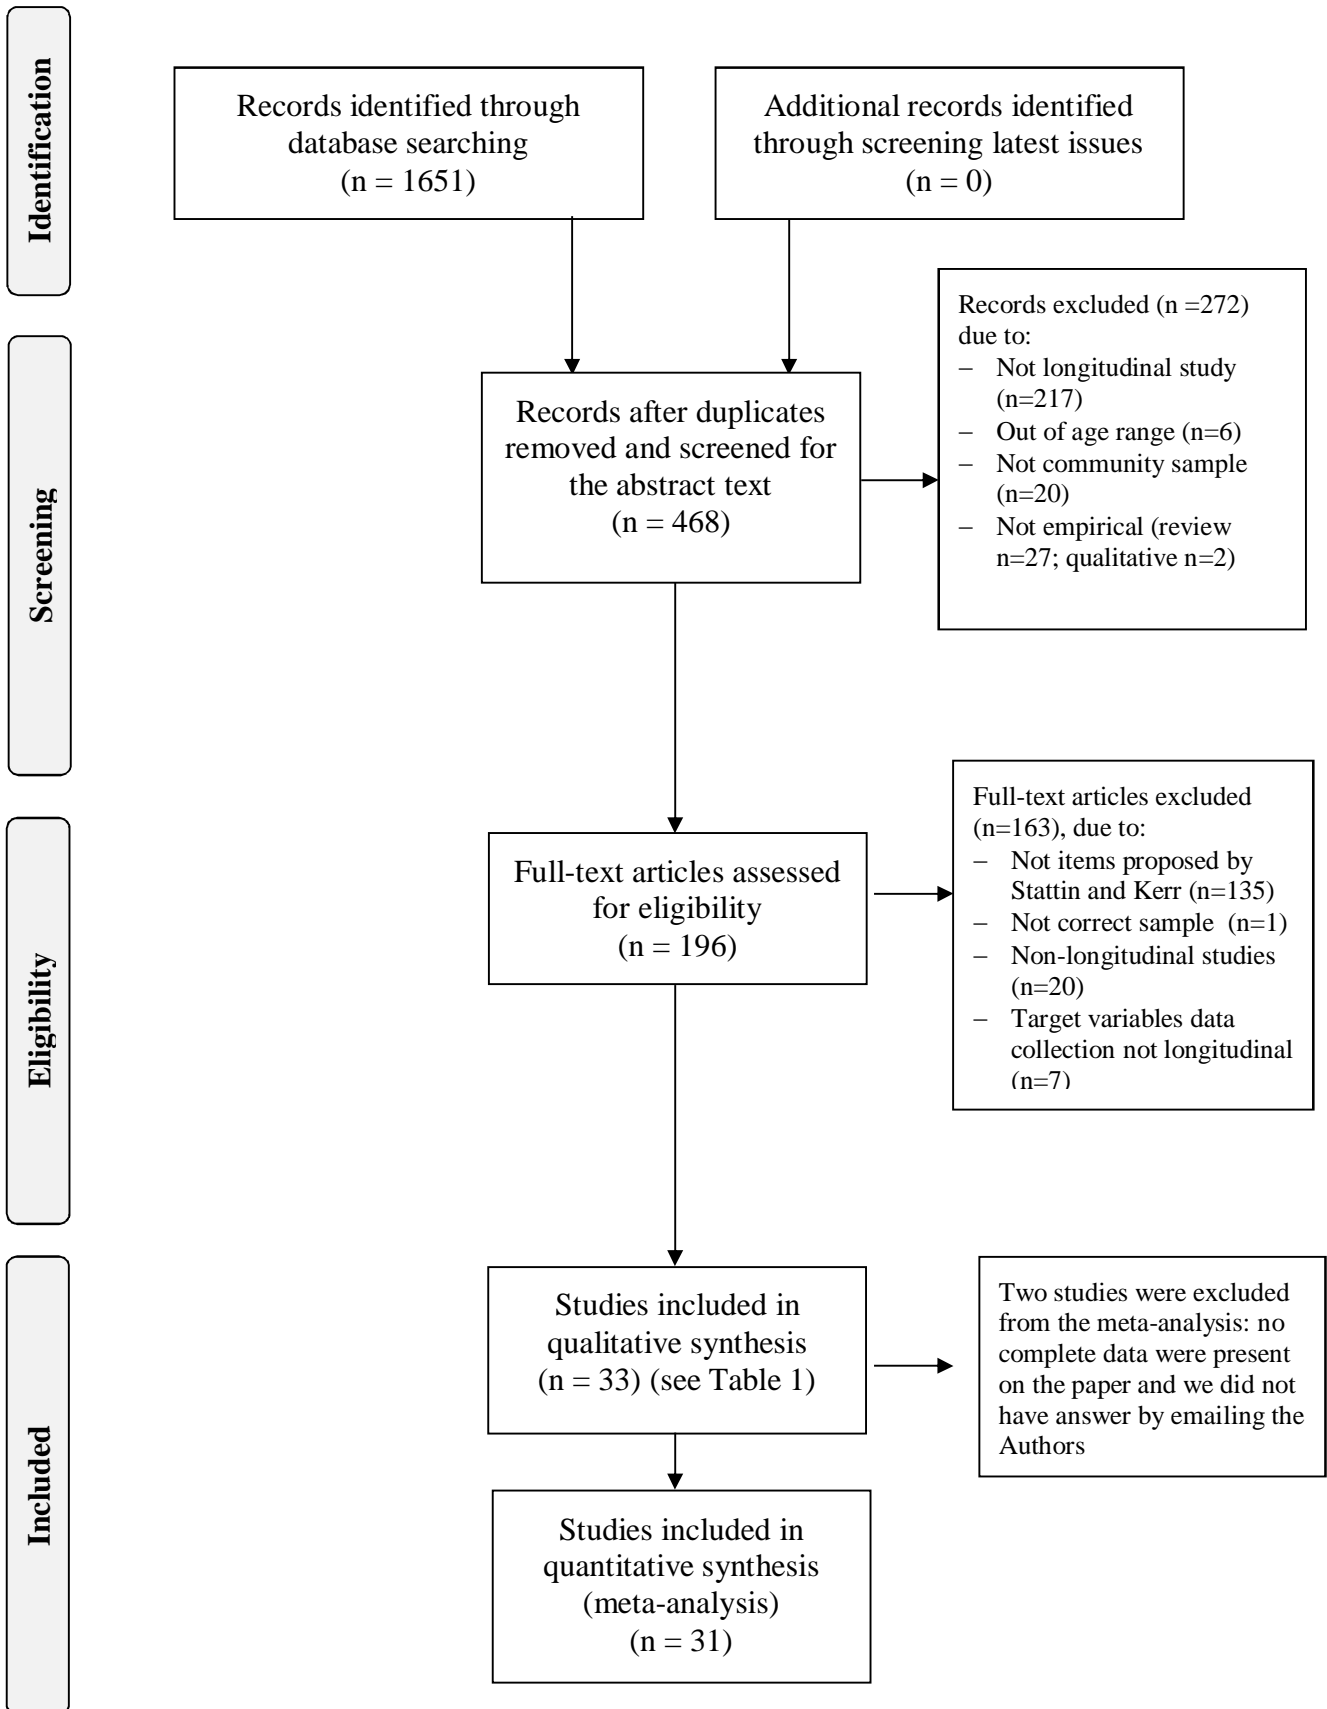 Identification
Records identified through
database searching
(n = 1651)
Additional records identified
through screening latest issues
(n = 0)
Screening
Records after duplicates
removed and screened for
the abstract text
(n = 468)
Records excluded (n =272)
due to:
– Not longitudinal study
(n=217)
– Out of age range (n=6)
– Not community sample
(n=20)
– Not empirical (review
n=27; qualitative n=2)
Eligibility
Full-text articles assessed
for eligibility
(n = 196)
Full-text articles excluded
(n=163), due to:
– Not items proposed by
Stattin and Kerr (n=135)
– Not correct sample (n=1)
– Non-longitudinal studies
(n=20)
– Target variables data
collection not longitudinal
(n=7)
Included
Studies included in
qualitative synthesis
(n = 33) (see Table 1)
Two studies were excluded
from the meta-analysis: no
complete data were present
on the paper and we did not
have answer by emailing the
Authors
Studies included in
quantitative synthesis
(meta-analysis)
(n = 31)